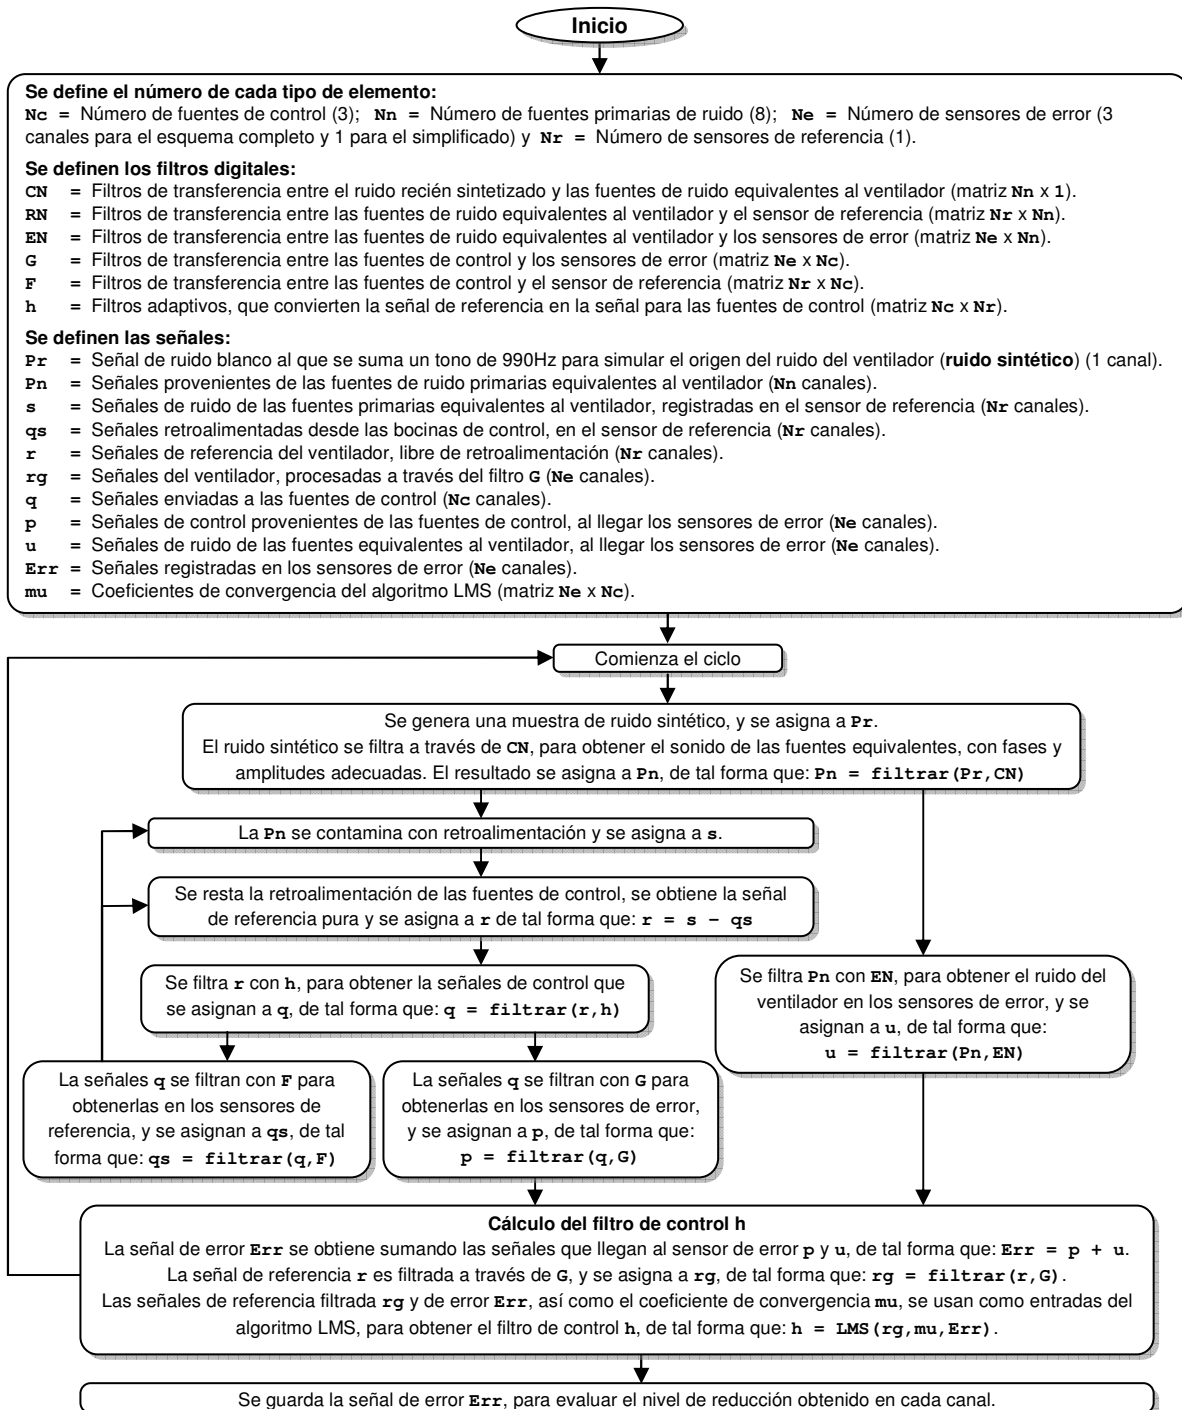 Inicio
Se define el número de cada tipo de elemento:
Nc = Número de fuentes de control (3); Nn = Número de fuentes primarias de ruido (8); Ne = Número de sensores de error (3
canales para el esquema completo y 1 para el simplificado) y Nr = Número de sensores de referencia (1).
Se definen los filtros digitales:
CN = Filtros de transferencia entre el ruido recién sintetizado y las fuentes de ruido equivalentes al ventilador (matriz Nn x 1).
RN = Filtros de transferencia entre las fuentes de ruido equivalentes al ventilador y el sensor de referencia (matriz Nr x Nn).
EN = Filtros de transferencia entre las fuentes de ruido equivalentes al ventilador y los sensores de error (matriz Ne x Nn).
G = Filtros de transferencia entre las fuentes de control y los sensores de error (matriz Ne x Nc).
F = Filtros de transferencia entre las fuentes de control y el sensor de referencia (matriz Nr x Nc).
h = Filtros adaptivos, que convierten la señal de referencia en la señal para las fuentes de control (matriz Nc x Nr).
Se definen las señales:
Pr = Señal de ruido blanco al que se suma un tono de 990Hz para simular el origen del ruido del ventilador (ruido sintético) (1 canal).
Pn = Señales provenientes de las fuentes de ruido primarias equivalentes al ventilador (Nn canales).
s = Señales de ruido de las fuentes primarias equivalentes al ventilador, registradas en el sensor de referencia (Nr canales).
qs = Señales retroalimentadas desde las bocinas de control, en el sensor de referencia (Nr canales).
r = Señales de referencia del ventilador, libre de retroalimentación (Nr canales).
rg = Señales del ventilador, procesadas a través del filtro G (Ne canales).
q = Señales enviadas a las fuentes de control (Nc canales).
p = Señales de control provenientes de las fuentes de control, al llegar los sensores de error (Ne canales).
u = Señales de ruido de las fuentes equivalentes al ventilador, al llegar los sensores de error (Ne canales).
Err = Señales registradas en los sensores de error (Ne canales).
mu = Coeficientes de convergencia del algoritmo LMS (matriz Ne x Nc).
Comienza el ciclo
Se genera una muestra de ruido sintético, y se asigna a Pr.
El ruido sintético se filtra a través de CN, para obtener el sonido de las fuentes equivalentes, con fases y
amplitudes adecuadas. El resultado se asigna a Pn, de tal forma que: Pn = filtrar(Pr,CN)
La Pn se contamina con retroalimentación y se asigna a s.
Se resta la retroalimentación de las fuentes de control, se obtiene la señal
de referencia pura y se asigna a r de tal forma que: r = s - qs
Se filtra r con h, para obtener la señales de control que
se asignan a q, de tal forma que: q = filtrar(r,h)
Se filtra Pn con EN, para obtener el ruido del
ventilador en los sensores de error, y se
asignan a u, de tal forma que:
u = filtrar(Pn,EN)
La señales q se filtran con F para
obtenerlas en los sensores de
referencia, y se asignan a qs, de tal
forma que: qs = filtrar(q,F)
La señales q se filtran con G para
obtenerlas en los sensores de error,
y se asignan a p, de tal forma que:
p = filtrar(q,G)
Cálculo del filtro de control h
La señal de error Err se obtiene sumando las señales que llegan al sensor de error p y u, de tal forma que: Err = p + u.
La señal de referencia r es filtrada a través de G, y se asigna a rg, de tal forma que: rg = filtrar(r,G).
Las señales de referencia filtrada rg y de error Err, así como el coeficiente de convergencia mu, se usan como entradas del
algoritmo LMS, para obtener el filtro de control h, de tal forma que: h = LMS(rg,mu,Err).
Se guarda la señal de error Err, para evaluar el nivel de reducción obtenido en cada canal.